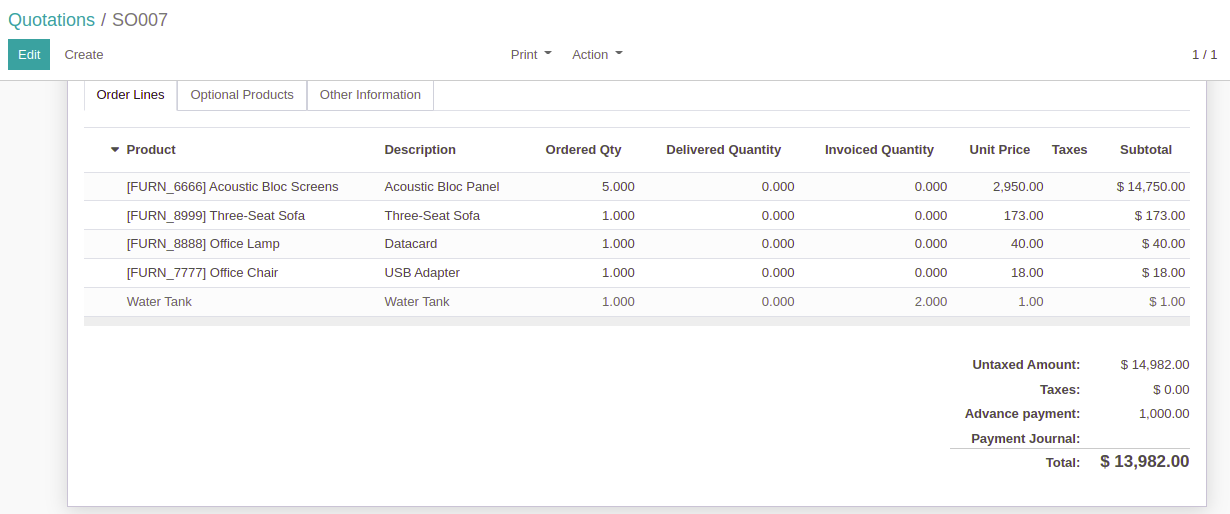 Quotations / SO007
Edit Create Print Action 1 / 1
Order Lines Optional Products Other Information
Product Description Ordered Qty Delivered Quantity Invoiced Quantity Unit Price Taxes Subtotal
[FURN_6666] Acoustic Bloc Screens Acoustic Bloc Panel 5.000 0.000 0.000 2,950.00 $ 14,750.00
[FURN_8999] Three-Seat Sofa Three-Seat Sofa 1.000 0.000 0.000 173.00 $ 173.00
[FURN_8888] Office Lamp Datacard 1.000 0.000 0.000 40.00 $ 40.00
[FURN_7777] Office Chair USB Adapter 1.000 0.000 0.000 18.00 $ 18.00
Water Tank Water Tank 1.000 0.000 2.000 1.00 $ 1.00
Untaxed Amount: $ 14,982.00
Taxes: $ 0.00
Advance payment: 1,000.00
Payment Journal:
Total: $ 13,982.00